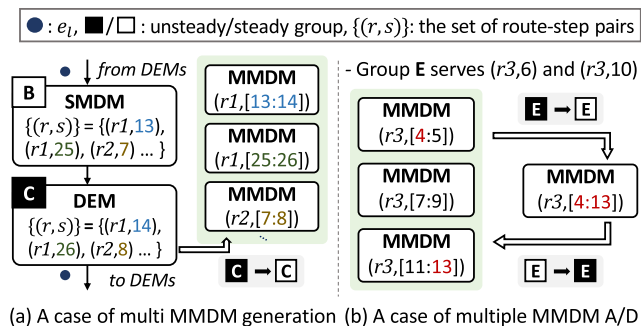 : e_l, ■/□ : unsteady/steady group, {(r, s)}: the set of route-step pairs
from DEMs
B
SMDM
{(r,s)} = {(r1,13),
(r1,25), (r2,7) ... }
C
DEM
{(r,s)} = {(r1,14),
(r1,26), (r2,8) ... }
to DEMs
MMDM
(r1,[13:14])
MMDM
(r1,[25:26])
MMDM
(r2,[7:8])
...
C → C
(a) A case of multi MMDM generation
- Group E serves (r3,6) and (r3,10)
MMDM
(r3,[4:5])
MMDM
(r3,[7:9])
MMDM
(r3,[11:13])
E → E
MMDM
(r3,[4:13])
E → E
(b) A case of multiple MMDM A/D